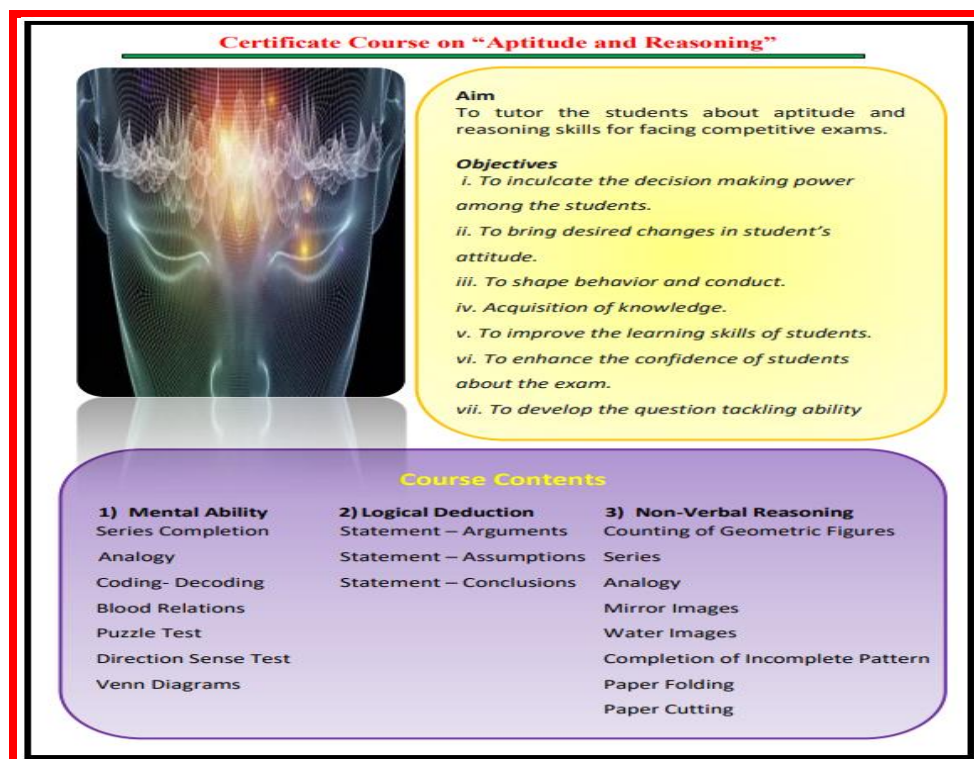 Certificate Course on “Aptitude and Reasoning”
Aim
To tutor the students about aptitude and
reasoning skills for facing competitive exams.
Objectives
i. To inculcate the decision making power
among the students.
ii. To bring desired changes in student’s
attitude.
iii. To shape behavior and conduct.
iv. Acquisition of knowledge.
v. To improve the learning skills of students.
vi. To enhance the confidence of students
about the exam.
vii. To develop the question tackling ability
Course Contents
1) Mental Ability
Series Completion
Analogy
Coding- Decoding
Blood Relations
Puzzle Test
Direction Sense Test
Venn Diagrams
2) Logical Deduction
Statement – Arguments
Statement – Assumptions
Statement – Conclusions
3) Non-Verbal Reasoning
Counting of Geometric Figures
Series
Analogy
Mirror Images
Water Images
Completion of Incomplete Pattern
Paper Folding
Paper Cutting